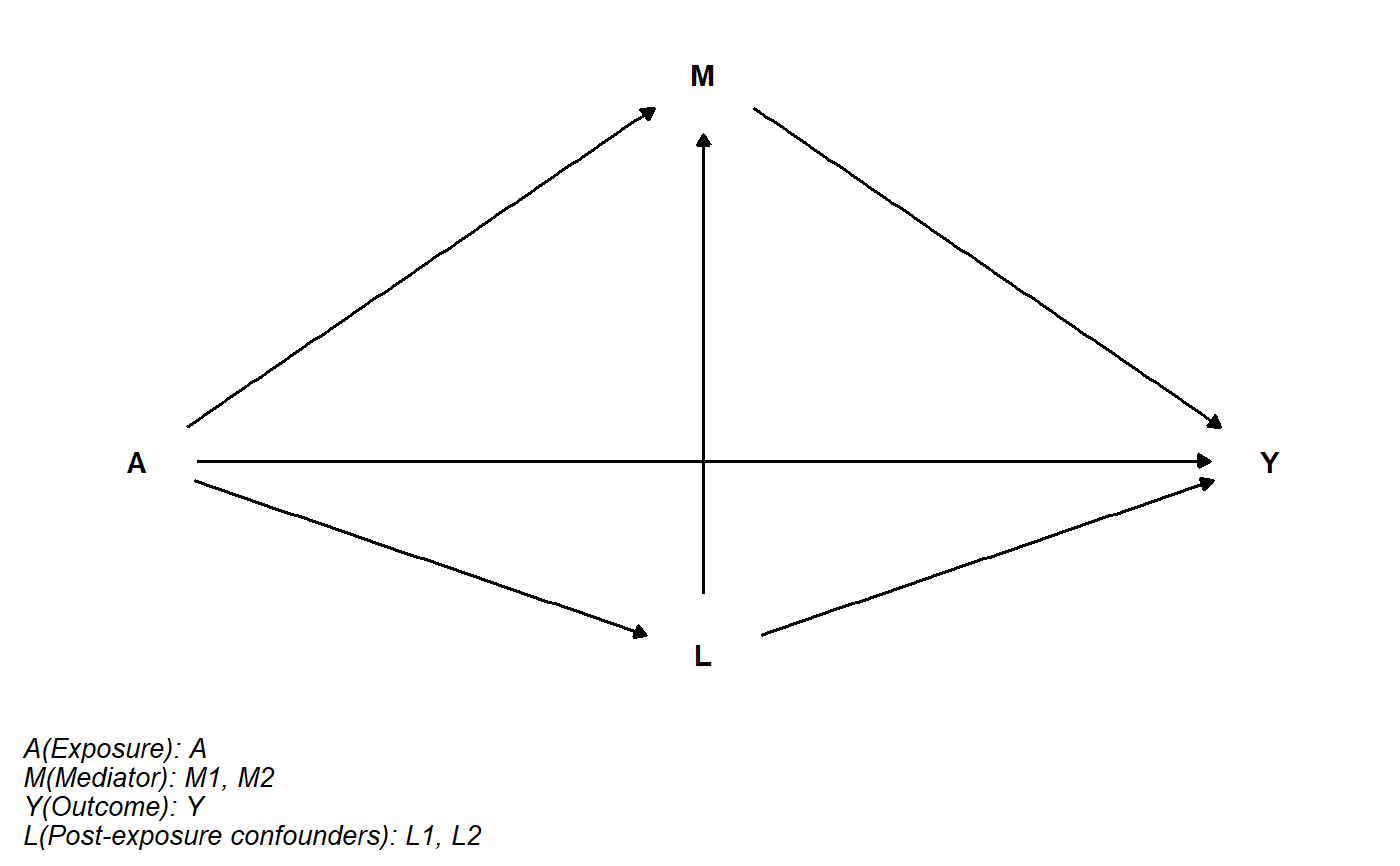 M
A
Y
L
A(Exposure): A
M(Mediator): M1, M2
Y(Outcome): Y
L(Post-exposure confounders): L1, L2